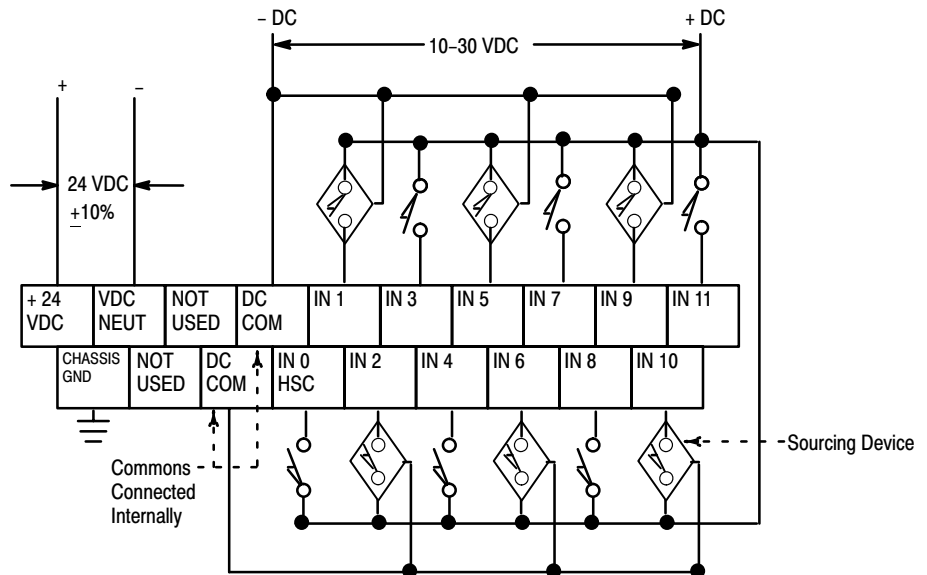 – DC
+ DC
10–30 VDC
+
–
24 VDC
±10%
+ 24
VDC
VDC
NEUT
NOT
USED
DC
COM
IN 1
IN 3
IN 5
IN 7
IN 9
IN 11
CHASSIS
GND
NOT
USED
DC
COM
IN 0
HSC
IN 2
IN 4
IN 6
IN 8
IN 10
Sourcing Device
Commons
Connected
Internally